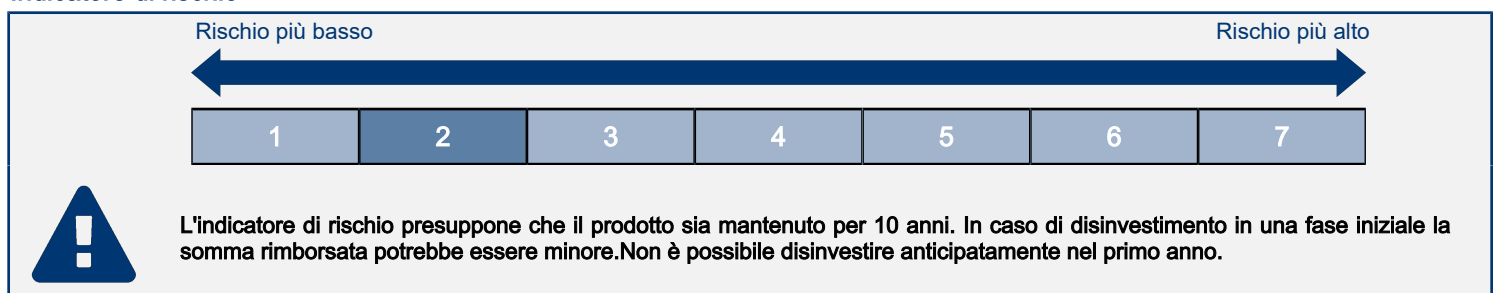 Rischio più basso Rischio più alto
1 2 3 4 5 6 7
L'indicatore di rischio presuppone che il prodotto sia mantenuto per 10 anni. In caso di disinvestimento in una fase iniziale la
somma rimborsata potrebbe essere minore.Non è possibile disinvestire anticipatamente nel primo anno.